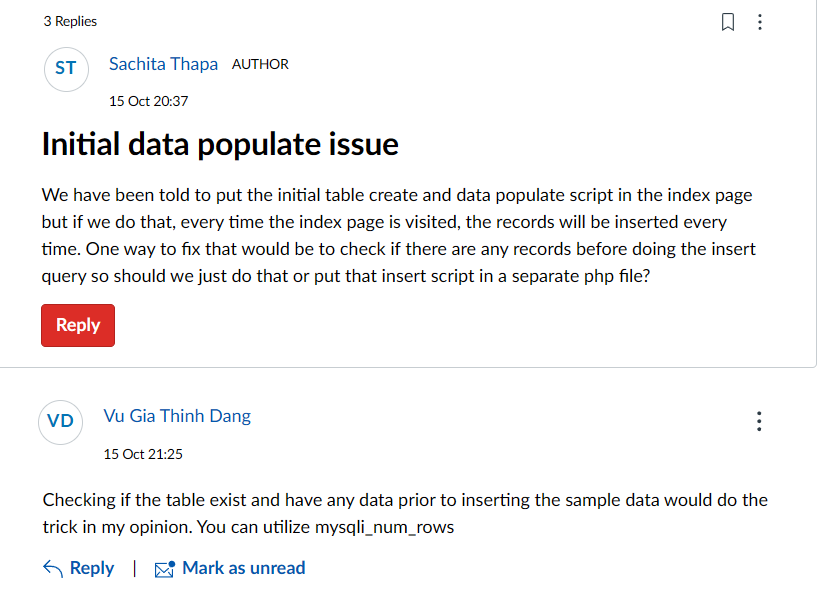 3 Replies
ST
Sachita Thapa AUTHOR
15 Oct 20:37
Initial data populate issue
We have been told to put the initial table create and data populate script in the index page
but if we do that, every time the index page is visited, the records will be inserted every
time. One way to fix that would be to check if there are any records before doing the insert
query so should we just do that or put that insert script in a separate php file?
Reply
VD
Vu Gia Thinh Dang
15 Oct 21:25
Checking if the table exist and have any data prior to inserting the sample data would do the
trick in my opinion. You can utilize mysqli_num_rows
Reply | Mark as unread